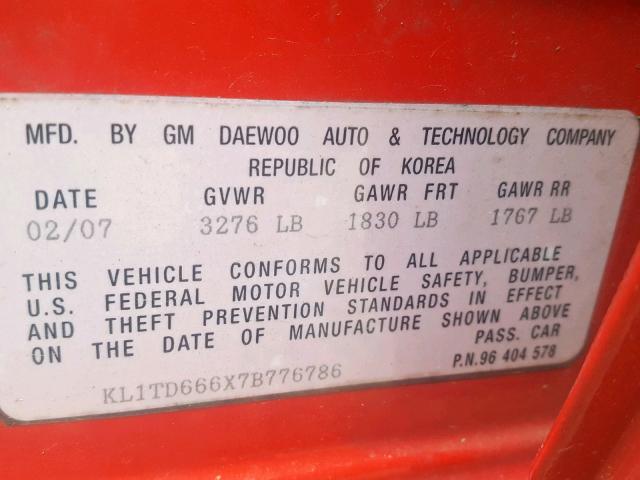 MFD. BY GM DAEWOO AUTO & TECHNOLOGY COMPANY
REPUBLIC OF KOREA
DATE GVWR GAWR FRT GAWR RR
02/07 3276 LB 1830 LB 1767 LB
THIS VEHICLE CONFORMS TO ALL APPLICABLE
U.S. FEDERAL MOTOR VEHICLE SAFETY, BUMPER,
AND THEFT PREVENTION STANDARDS IN EFFECT
ON THE DATE OF MANUFACTURE SHOWN ABOVE
PASS. CAR
P.N.96 404 578
KL1TD666X7B776786